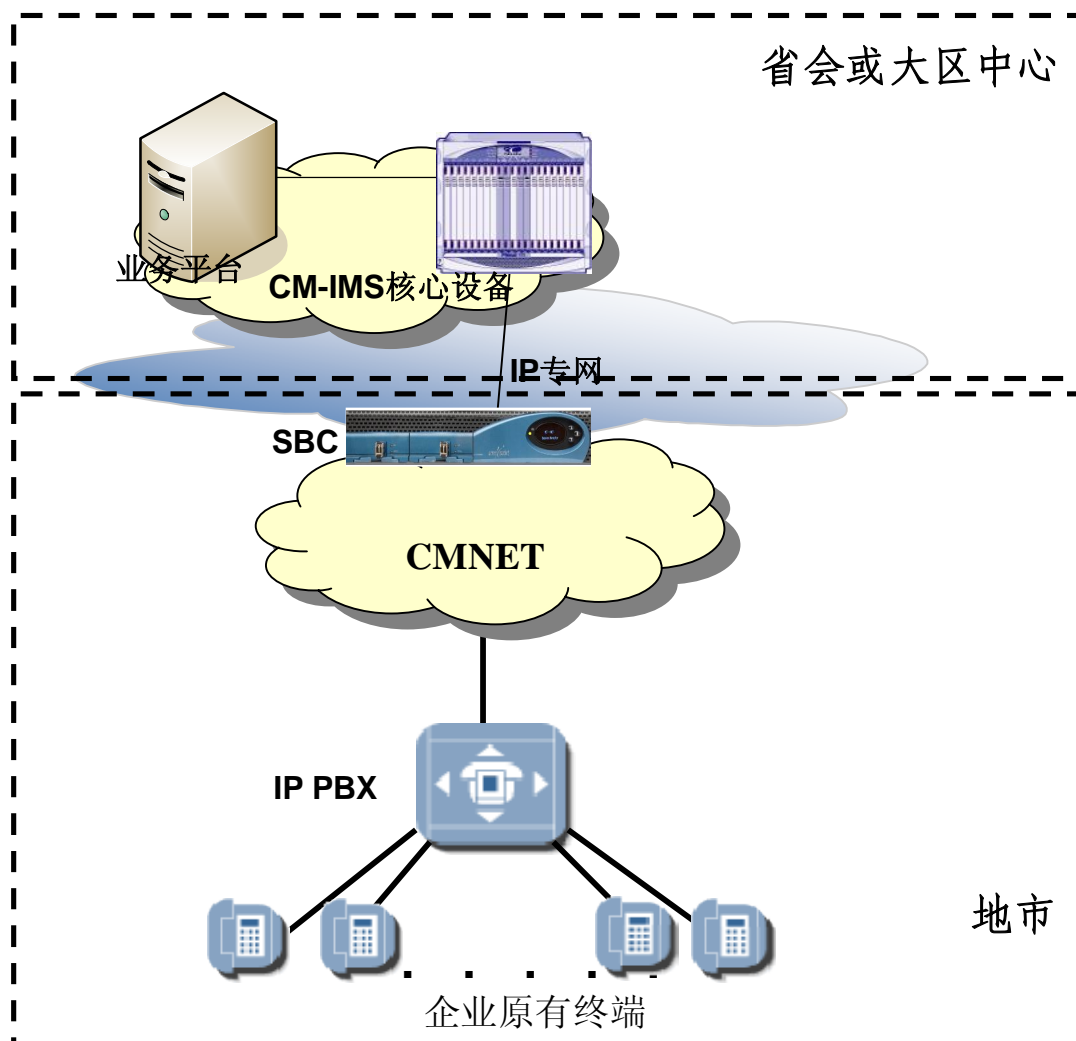 省会或大区中心
业务平台
CM-IMS核心设备
IP专网
SBC
CMNET
IP PBX
地市
企业原有终端